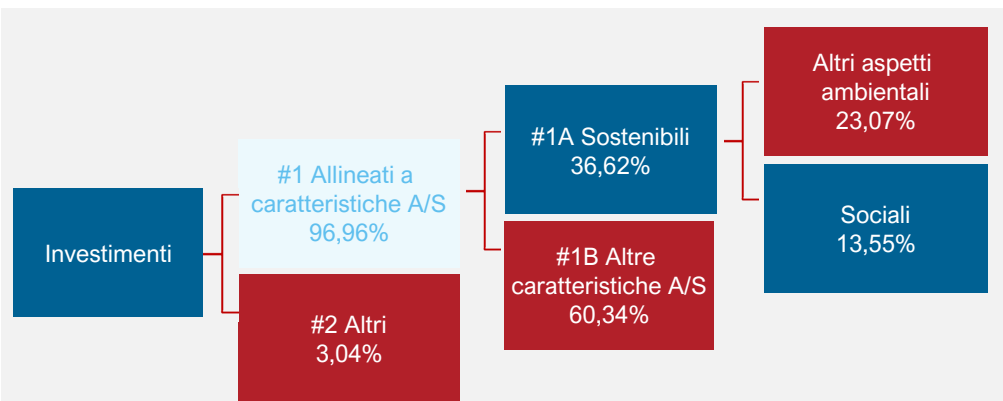 Investimenti
#1 Allineati a
caratteristiche A/S
96,96%
#2 Altri
3,04%
#1A Sostenibili
36,62%
#1B Altre
caratteristiche A/S
60,34%
Altri aspetti
ambientali
23,07%
Sociali
13,55%